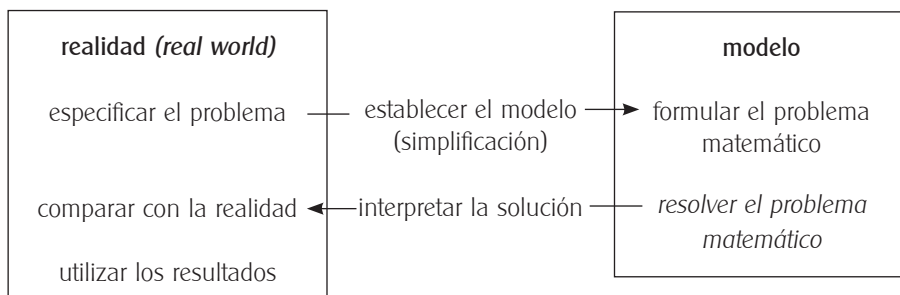 realidad (real world)
modelo
especificar el problema
establecer el modelo
(simplificación)
formular el problema
matemático
comparar con la realidad
interpretar la solución
resolver el problema
matemático
utilizar los resultados